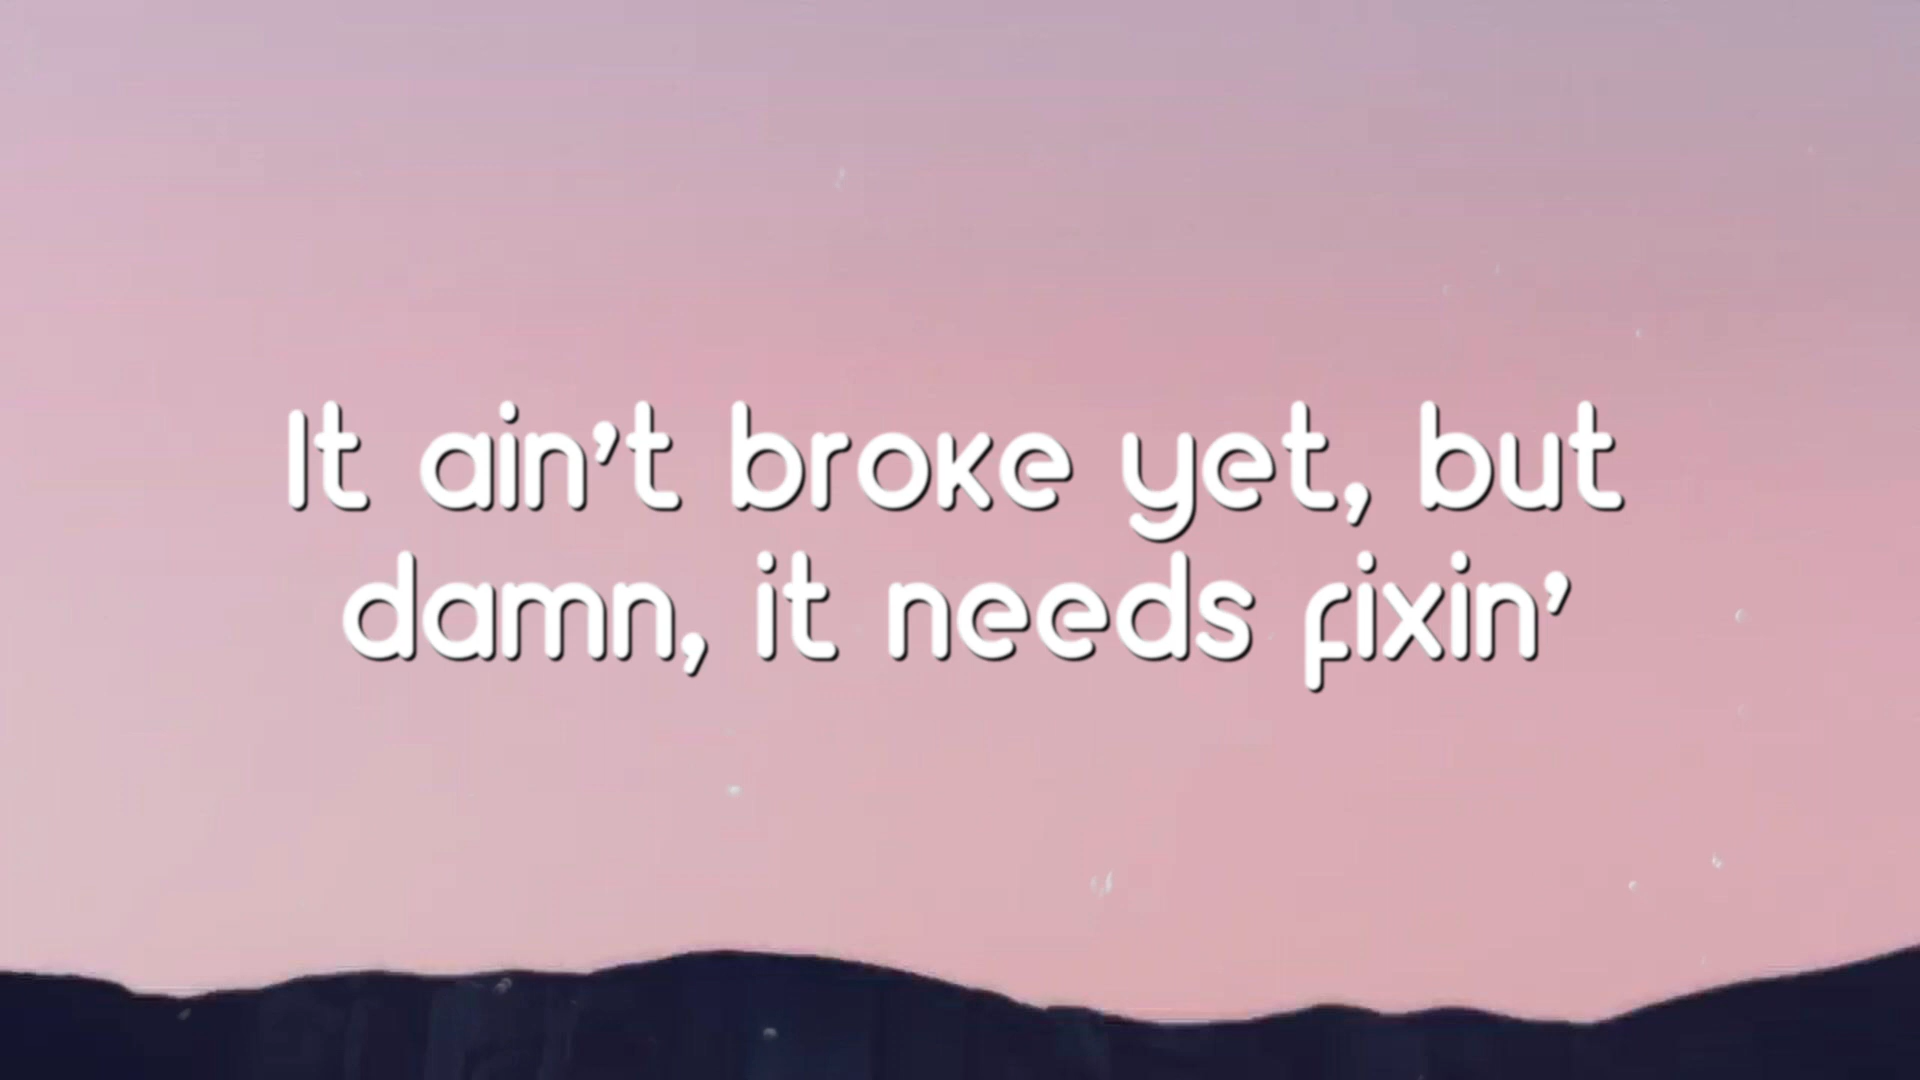 It ain't broke yet, but
damn, it needs fixin'